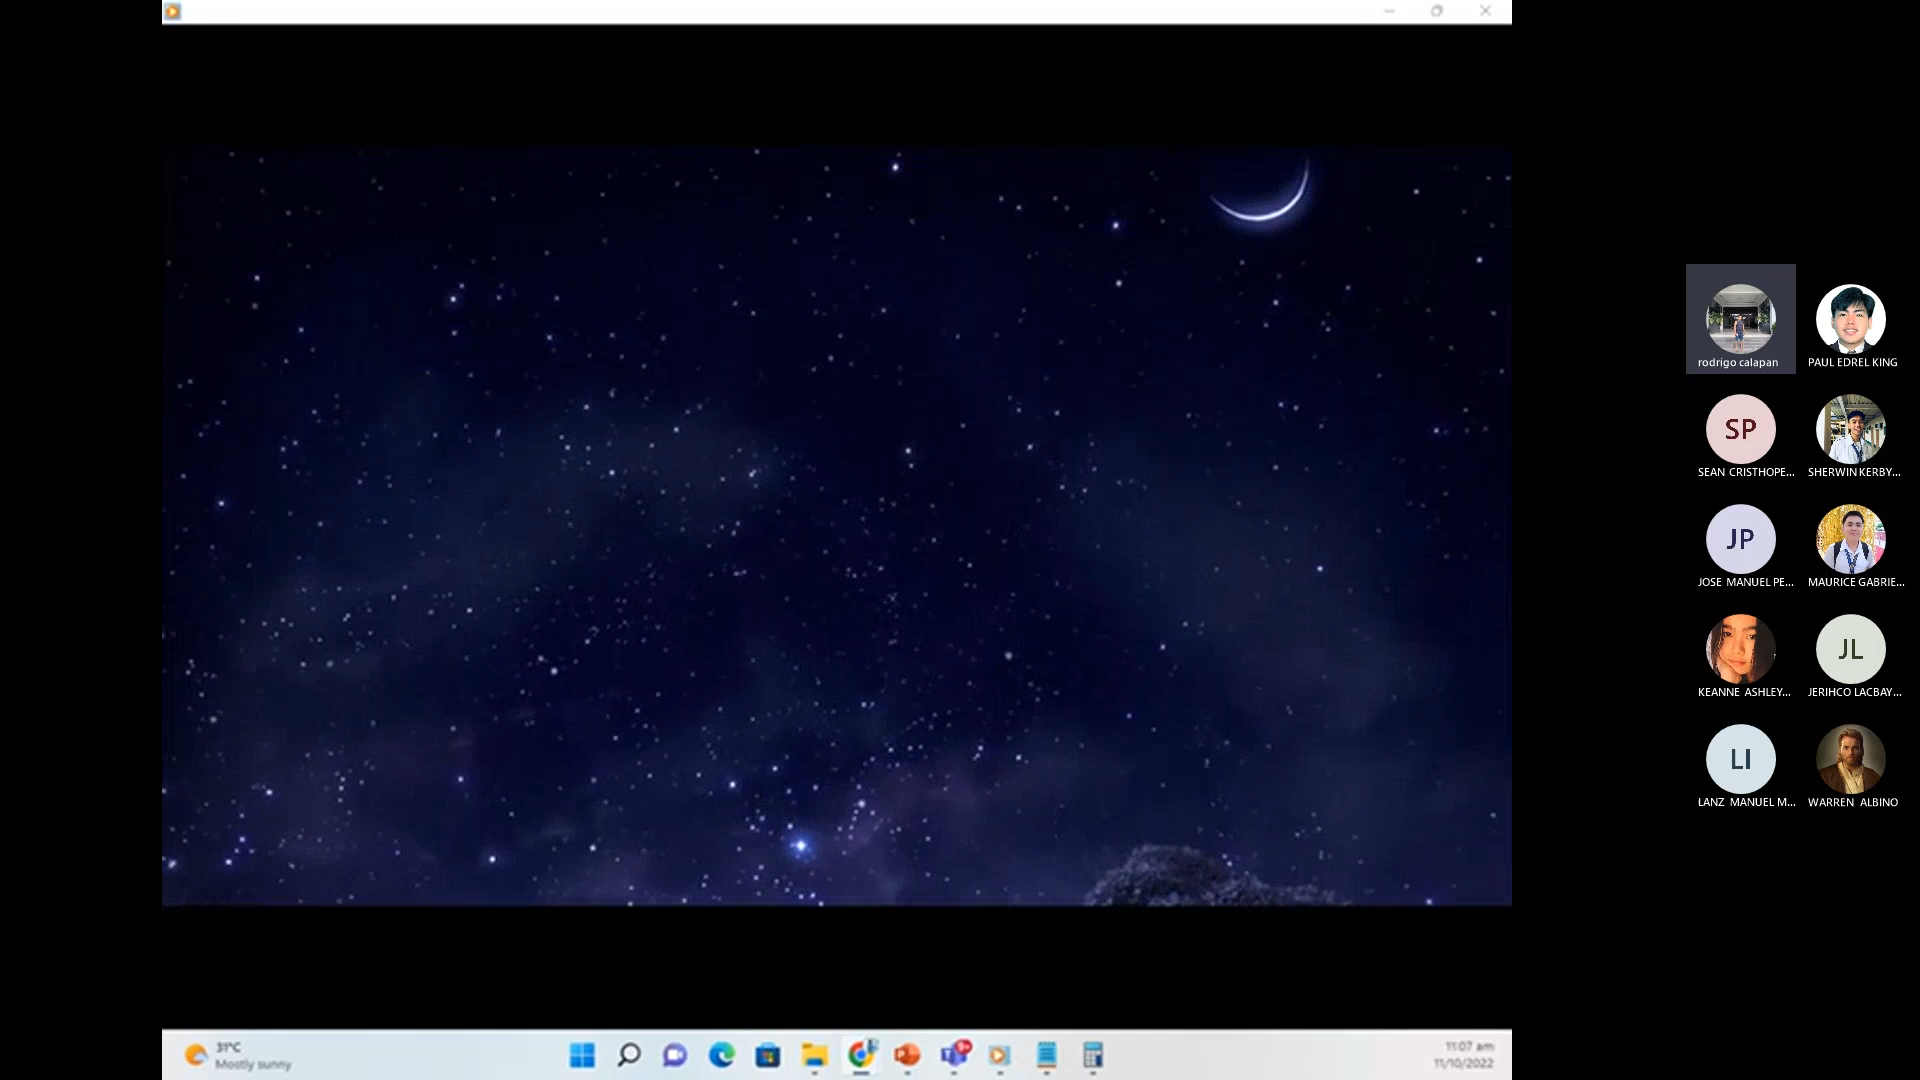 rodrigo calapan
PAUL EDREL KING
SP
SEAN CRISTHOPE...
SHERWIN KERBY...
JP
JOSE MANUEL PE...
MAURICE GABRIE...
KEANNE ASHLEY...
JL
JERIHCO LACBAY...
LI
LANZ MANUEL M...
WARREN ALBINO
31°C
Mostly sunny
9+
11:07 am
11/10/2022